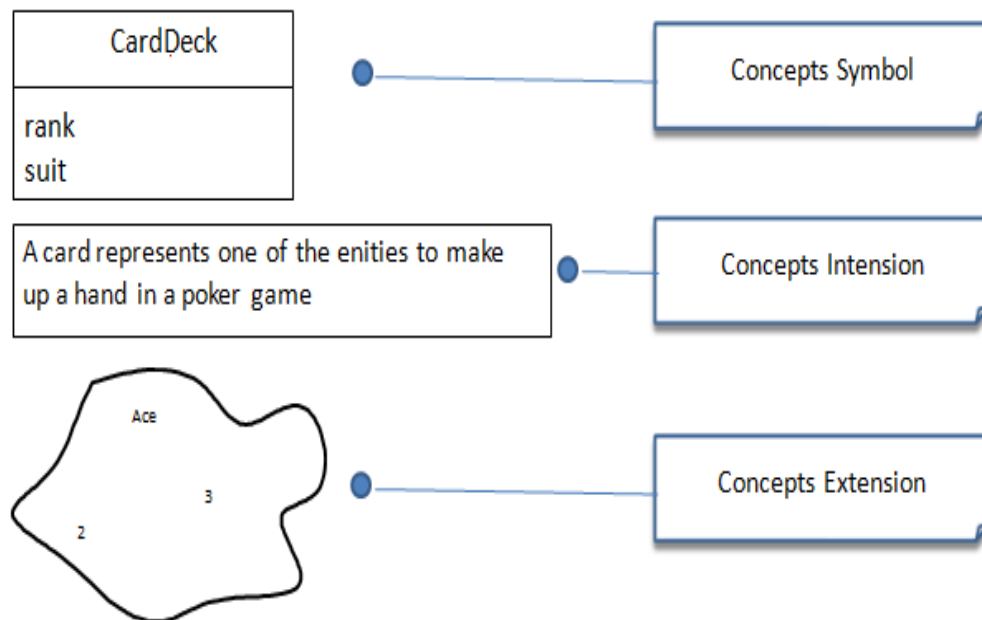 CardDeck
Concepts Symbol
rank
suit
A card represents one of the enities to make
up a hand in a poker game
Concepts Intension
Ace
3
2
Concepts Extension